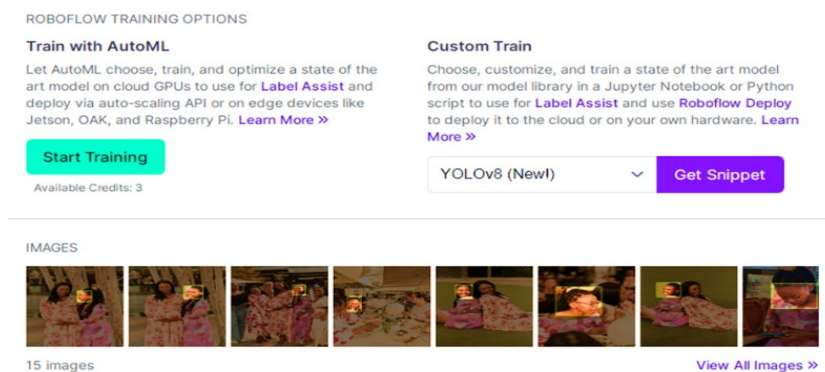 ROBOFLOW TRAINING OPTIONS
Train with AutoML
Let AutoML choose, train, and optimize a state of the
art model on cloud GPUs to use for Label Assist and
deploy via auto-scaling API or on edge devices like
Jetson, OAK, and Raspberry Pi. Learn More »
Start Training
Available Credits: 3
Custom Train
Choose, customize, and train a state of the art model
from our model library in a Jupyter Notebook or Python
script to use for Label Assist and use Roboflow Deploy
to deploy it to the cloud or on your own hardware. Learn
More »
YOLOv8 (New!)
Get Snippet
IMAGES
15 images
View All Images »